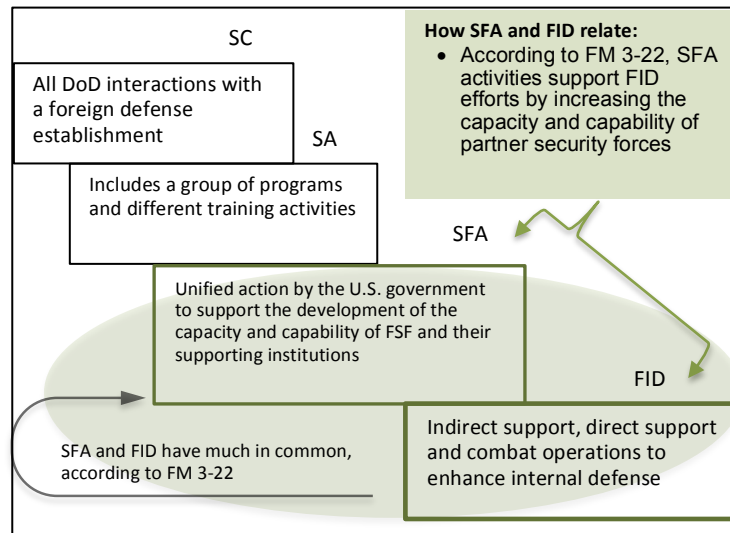 SC
How SFA and FID relate:
• According to FM 3-22, SFA
activities support FID
efforts by increasing the
capacity and capability of
partner security forces
All DoD interactions with
a foreign defense
establishment
SA
Includes a group of programs
and different training activities
SFA
Unified action by the U.S. government
to support the development of the
capacity and capability of FSF and their
supporting institutions
FID
Indirect support, direct support
and combat operations to
enhance internal defense
SFA and FID have much in common,
according to FM 3-22